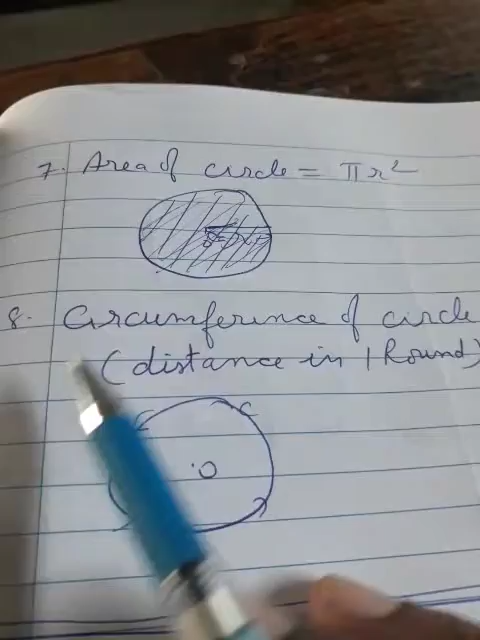 7. Area of circle = πr²
8. Circumference of circle
(distance in 1 Round)
C
O